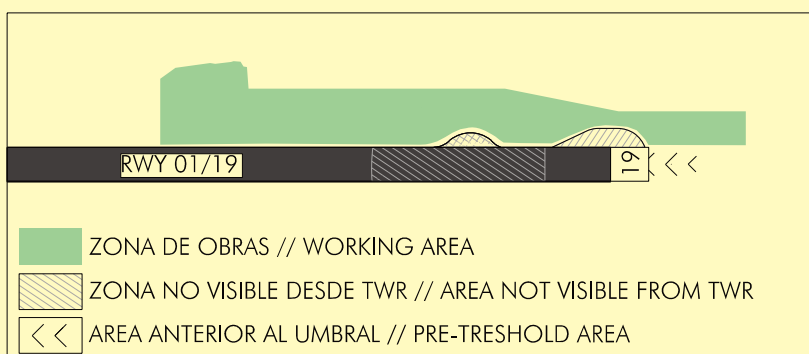 RWY 01/19
19
ZONA DE OBRAS // WORKING AREA
ZONA NO VISIBLE DESDE TWR // AREA NOT VISIBLE FROM TWR
AREA ANTERIOR AL UMBRAL // PRE-TRESHOLD AREA